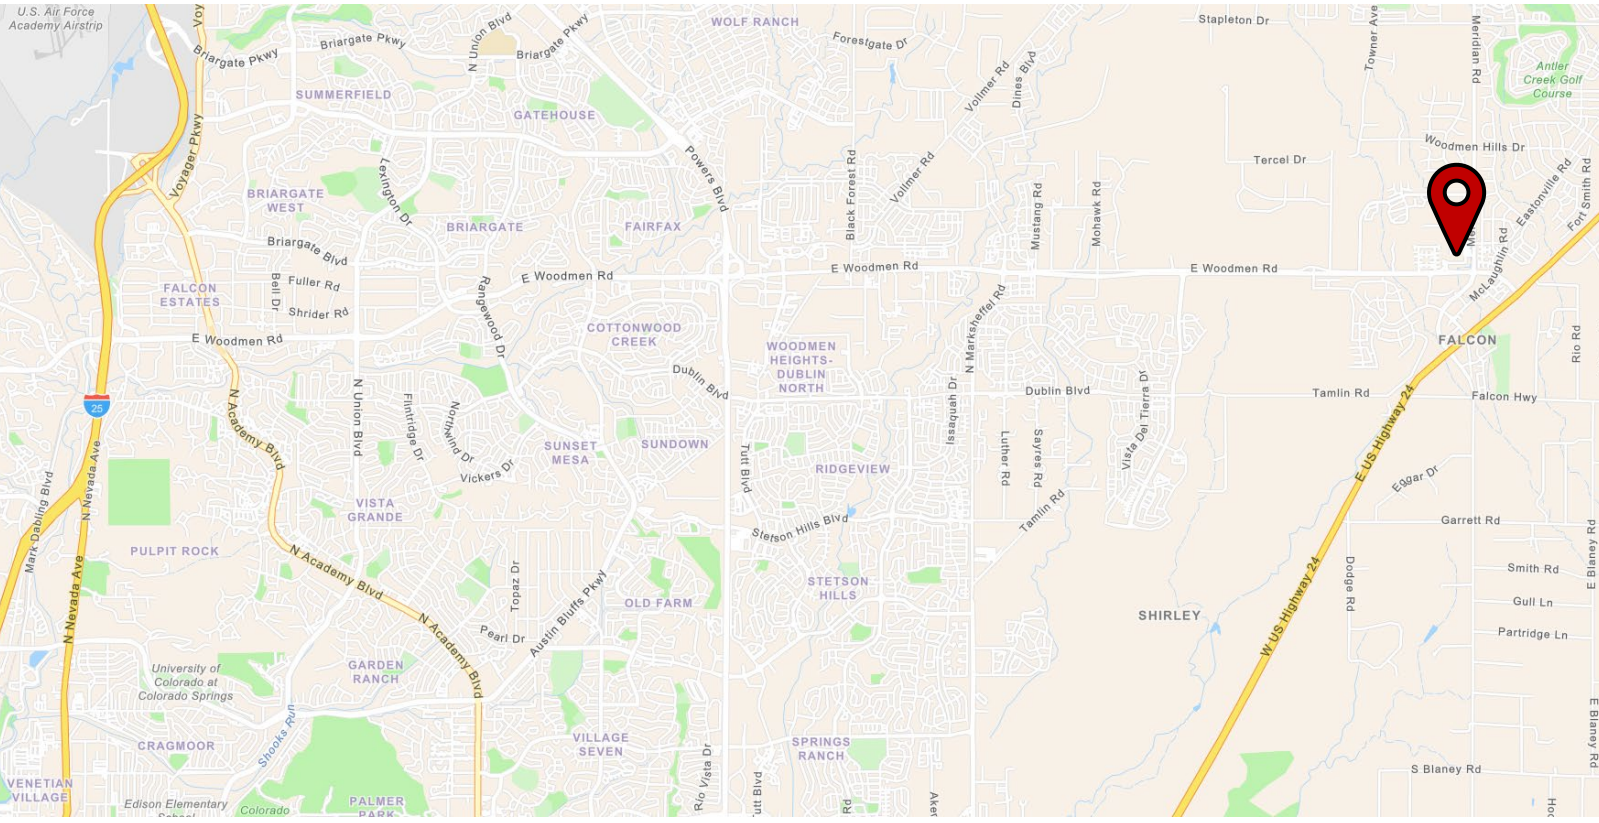 U.S. Air Force
Academy Airstrip
Voy
N Union Blvd
Briargate Pkwy
Briargate Pkwy
Briargate Pkwy
WOLF RANCH
Forestgate Dr
Stapleton Dr
Towner Ave
Meridian Rd
Antler
Creek Golf
Course
SUMMERFIELD
GATEHOUSE
Vollmer Rd
Dines Blvd
Voyager Pkwy
Powers Blvd
Black Forest Rd
Vollmer Rd
Tercel Dr
Woodmen Hills Dr
Lexington Dr
BRIARGATE
WEST
BRIARGATE
FAIRFAX
Mustang Rd
Mohawk Rd
Eastonville Rd
Fort Smith Rd
Me
McLaughlin Rd
Briargate Blvd
Fuller Rd
Bell Dr
Shrider Rd
FALCON
ESTATES
E Woodmen Rd
E Woodmen Rd
E Woodmen Rd
E Woodmen Rd
Rangewood Dr
COTTONWOOD
CREEK
WOODMEN
HEIGHTS-
DUBLIN
NORTH
N Marksheffel Rd
FALCON
Rio Rd
25
N Academy Blvd
N Union Blvd
Flintridge Dr
Northwind Dr
Vickers Dr
Dublin Blvd
Dublin Blvd
Issaquah Dr
Vista Del Tierra Dr
Tamlin Rd
Falcon Hwy
E US Highway 24
SUNSET
MESA
SUNDOWN
Tutt Blvd
RIDGEVIEW
Luther Rd
Sayres Rd
Tamlin Rd
Eggar Dr
Mark Dabling Blvd
N Nevada Ave
VISTA
GRANDE
Stetson Hills Blvd
Garrett Rd
PULPIT ROCK
N Academy Blvd
Topaz Dr
Austin Bluffs Pkwy
OLD FARM
STETSON
HILLS
SHIRLEY
W US Highway 24
Dodge Rd
Smith Rd
E Blaney Rd
Gull Ln
Partridge Ln
N Nevada Ave
N Academy Blvd
Pearl Dr
University of
Colorado at
Colorado Springs
GARDEN
RANCH
Shooks Run
CRAGMOOR
VILLAGE
SEVEN
SPRINGS
RANCH
Rio Vista Dr
utt Blvd
Rd
Aker
E Blaney Rd
S Blaney Rd
Ho
VENETIAN
VILLAGE
Edison Elementary
School
Colorado
PALMER
PARK